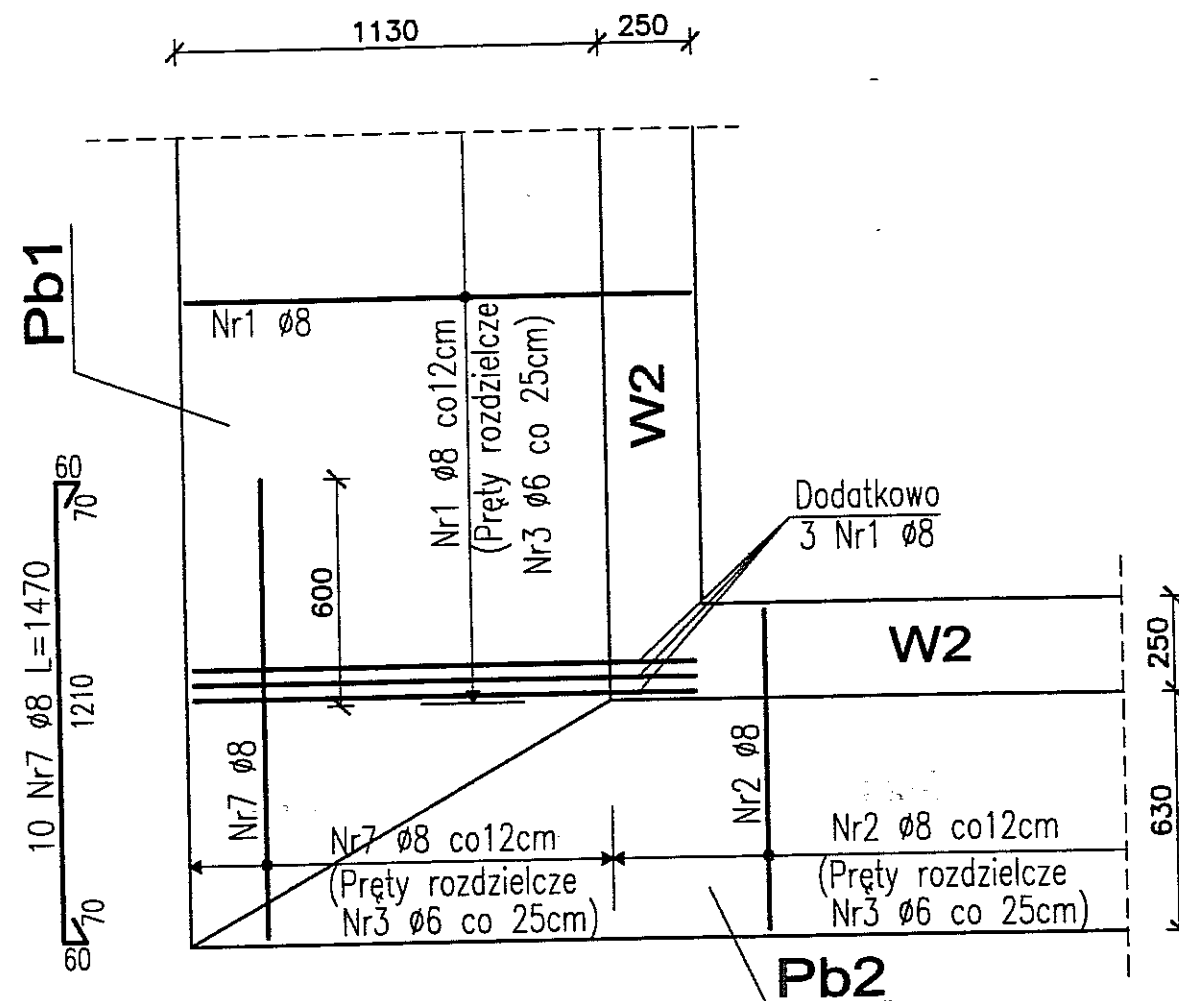 1130
250
Pb1
Nr1 ø8
Nr1 ø8 co12cm
(Pręty rozdzielcze
Nr3 ø6 co 25cm)
W2
60
70
10 Nr7 ø8 L=1470
1210
70
60
600
Dodatkowo
3 Nr1 ø8
W2
250
630
Nr7 ø8
Nr2 ø8
Nr7 ø8 co12cm
(Pręty rozdzielcze
Nr3 ø6 co 25cm)
Nr2 ø8 co12cm
(Pręty rozdzielcze
Nr3 ø6 co 25cm)
Pb2